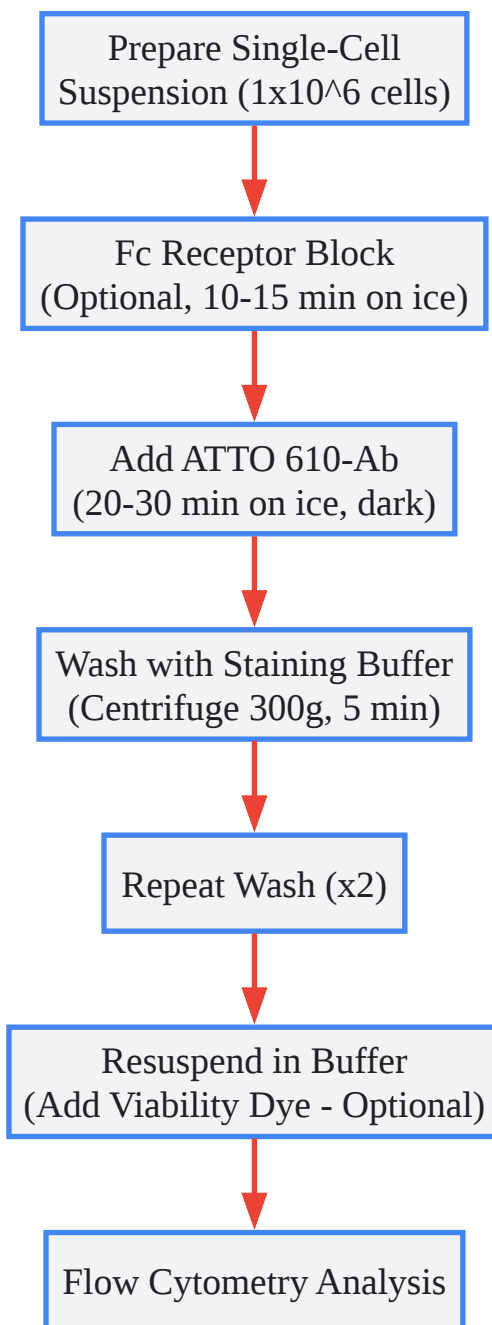 Prepare Single-Cell
Suspension (1x10^6 cells)
Fc Receptor Block
(Optional, 10-15 min on ice)
Add ATTO 610-Ab
(20-30 min on ice, dark)
Wash with Staining Buffer
(Centrifuge 300g, 5 min)
Repeat Wash (x2)
Resuspend in Buffer
(Add Viability Dye - Optional)
Flow Cytometry Analysis